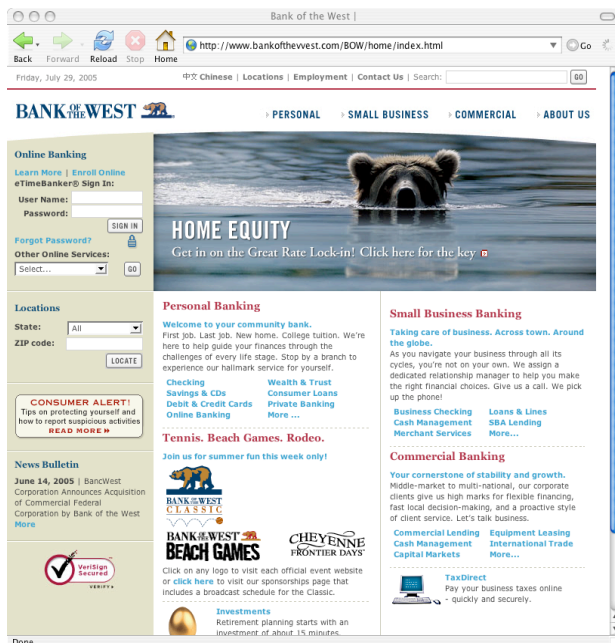 Bank of the West |
Back Forward Reload Stop Home
http://www.bankofthevvest.com/BOW/home/index.html
Go
Friday, July 29, 2005
中文 Chinese | Locations | Employment | Contact Us | Search:
GO
BANK OF THE WEST
PERSONAL SMALL BUSINESS COMMERCIAL ABOUT US
Online Banking
Learn More | Enroll Online
eTimeBanker® Sign In:
User Name:
Password:
SIGN IN
Forgot Password?
Other Online Services:
Select...
GO
HOME EQUITY
Get in on the Great Rate Lock-in! Click here for the key
Locations
State:
All
ZIP code:
LOCATE
CONSUMER ALERT!
Tips on protecting yourself and
how to report suspicious activities
READ MORE
News Bulletin
June 14, 2005 | BancWest
Corporation Announces Acquisition
of Commercial Federal
Corporation by Bank of the West
More
VeriSign
Secured
VERIFY
Personal Banking
Welcome to your community bank.
First job. Last job. New home. College tuition. We're
here to help guide your finances through the
challenges of every life stage. Stop by a branch to
experience our hallmark service for yourself.
Checking
Savings & CDs
Debit & Credit Cards
Online Banking
Wealth & Trust
Consumer Loans
Private Banking
More ...
Tennis. Beach Games. Rodeo.
Join us for summer fun this week only!
BANK OF THE WEST
CLASSIC
BANK OF THE WEST
BEACH GAMES
CHEYENNE
FRONTIER DAYS
Click on any logo to visit each official event website
or click here to visit our sponsorships page that
includes a broadcast schedule for the Classic.
Investments
Retirement planning starts with an
investment of about 15 minutes.
Small Business Banking
Taking care of business. Across town. Around
the globe.
As you navigate your business through all its
cycles, you're not on your own. We assign a
dedicated relationship manager to help you make
the right financial choices. Give us a call. We pick
up the phone!
Business Checking
Cash Management
Merchant Services
Loans & Lines
SBA Lending
More...
Commercial Banking
Your cornerstone of stability and growth.
Middle-market to multi-national, our corporate
clients give us high marks for flexible financing,
fast local decision-making, and a proactive style
of client service. Let's talk business.
Commercial Lending
Cash Management
Capital Markets
Equipment Leasing
International Trade
More...
TaxDirect
Pay your business taxes online
- quickly and securely.
Done